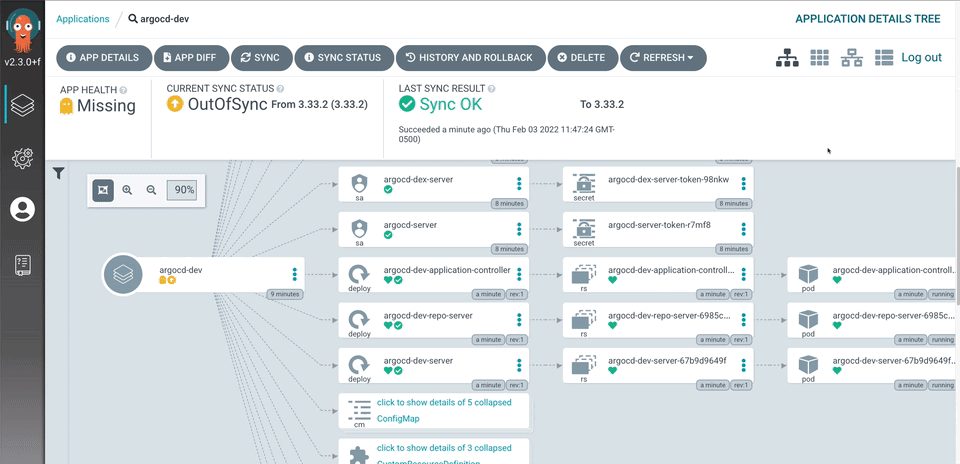 v2.3.0+f
Applications / argocd-dev
APPLICATION DETAILS TREE
APP DETAILS
APP DIFF
SYNC
SYNC STATUS
HISTORY AND ROLLBACK
DELETE
REFRESH
Log out
APP HEALTH
Missing
CURRENT SYNC STATUS
OutOfSync From 3.33.2 (3.33.2)
LAST SYNC RESULT
Sync OK To 3.33.2
Succeeded a minute ago (Thu Feb 03 2022 11:47:24 GMT-
0500)
90%
argocd-dev
9 minutes
sa
argocd-dex-server
8 minutes
secret
argocd-dex-server-token-98nkw
8 minutes
sa
argocd-server
8 minutes
secret
argocd-server-token-r7mf8
8 minutes
deploy
argocd-dev-application-controller
a minute rev:1
rs
argocd-dev-application-controll...
a minute rev:1
pod
argocd-dev-application-controll..
a minute running
deploy
argocd-dev-repo-server
a minute rev:1
rs
argocd-dev-repo-server-6985c...
a minute rev:1
pod
argocd-dev-repo-server-6985c...
a minute running
deploy
argocd-dev-server
a minute rev:1
rs
argocd-dev-server-67b9d9649f
a minute rev:1
pod
argocd-dev-server-67b9d9649f..
a minute running
cm
click to show details of 5 collapsed
ConfigMap
click to show details of 3 collapsed
CustomResourceDefinition